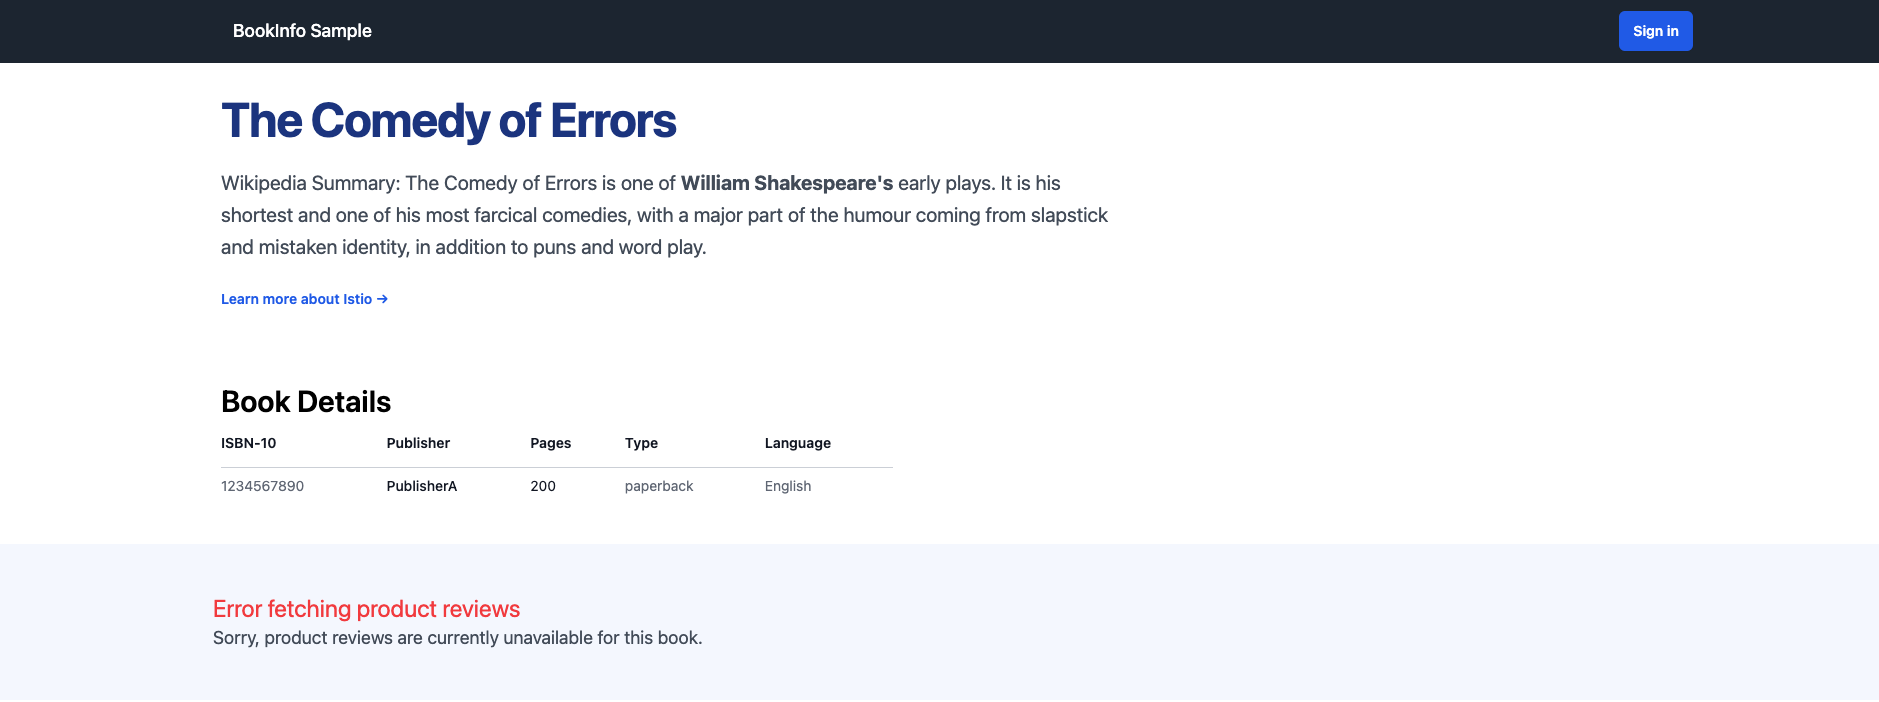 BookInfo Sample
Sign in
The Comedy of Errors
Wikipedia Summary: The Comedy of Errors is one of William Shakespeare's early plays. It is his
shortest and one of his most farcical comedies, with a major part of the humour coming from slapstick
and mistaken identity, in addition to puns and word play.
Learn more about Istio →
Book Details
ISBN-10 Publisher Pages Type Language
1234567890 PublisherA 200 paperback English
Error fetching product reviews
Sorry, product reviews are currently unavailable for this book.